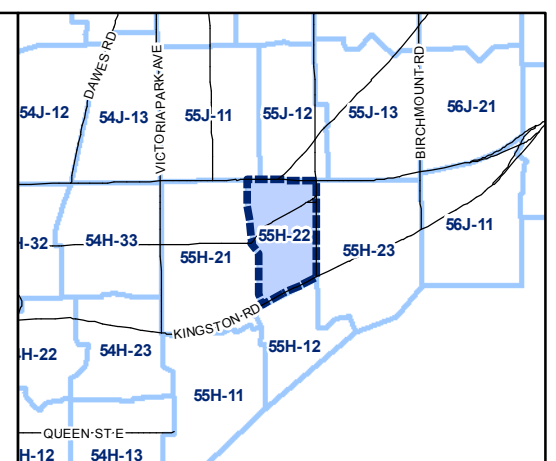 DAWES RD
VICTORIA PARK AVE
BIRCHMOUNT RD
54J-12
54J-13
55J-11
55J-12
55J-13
56J-21
H-32
54H-33
55H-21
55H-22
55H-23
56J-11
KINGSTON RD
H-22
54H-23
55H-12
55H-11
QUEEN ST E
H-12
54H-13